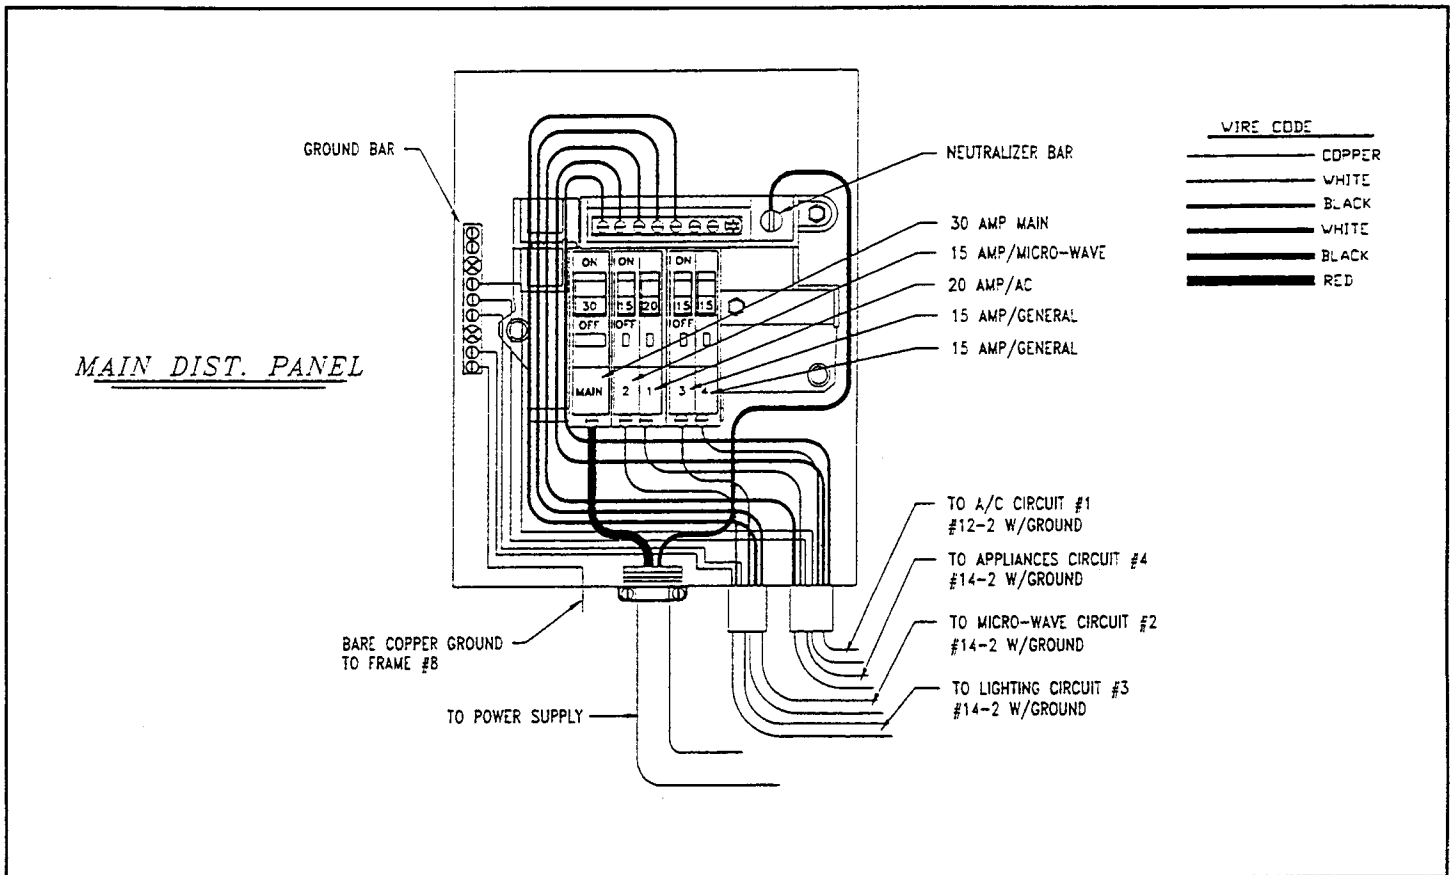 MAIN DIST. PANEL
GROUND BAR
NEUTRALIZER BAR
30 AMP MAIN
15 AMP/MICRO-WAVE
20 AMP/AC
15 AMP/GENERAL
15 AMP/GENERAL
WIRE CODE
COPPER
WHITE
BLACK
WHITE
BLACK
RED
ON
ON
ON
30
15
20
15
15
OFF
OFF
OFF
MAIN
2
1
3
4
TO A/C CIRCUIT #1
#12-2 W/GROUND
TO APPLIANCES CIRCUIT #4
#14-2 W/GROUND
TO MICRO-WAVE CIRCUIT #2
#14-2 W/GROUND
TO LIGHTING CIRCUIT #3
#14-2 W/GROUND
BARE COPPER GROUND
TO FRAME #8
TO POWER SUPPLY